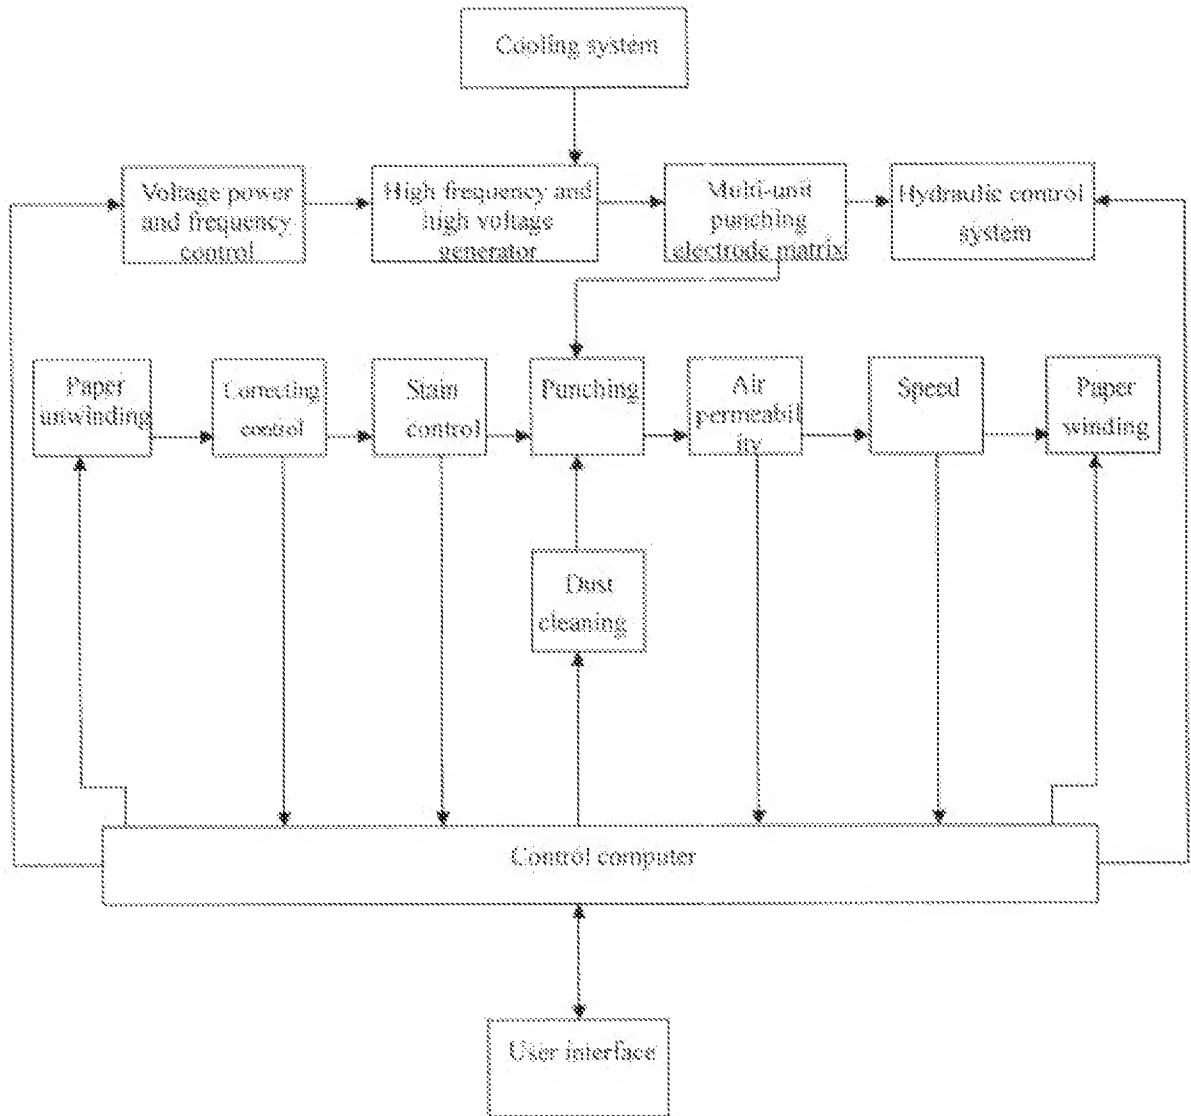 Cooling system
Voltage power
and frequency
control
High frequency and
high voltage
generator
Multi-unit
punching
electrode matrix
Hydraulic control
system
Paper
unwinding
Correcting
control
Stain
control
Punching
Air
permeabil
ity
Speed
Paper
winding
Dust
cleaning
Control computer
User interface